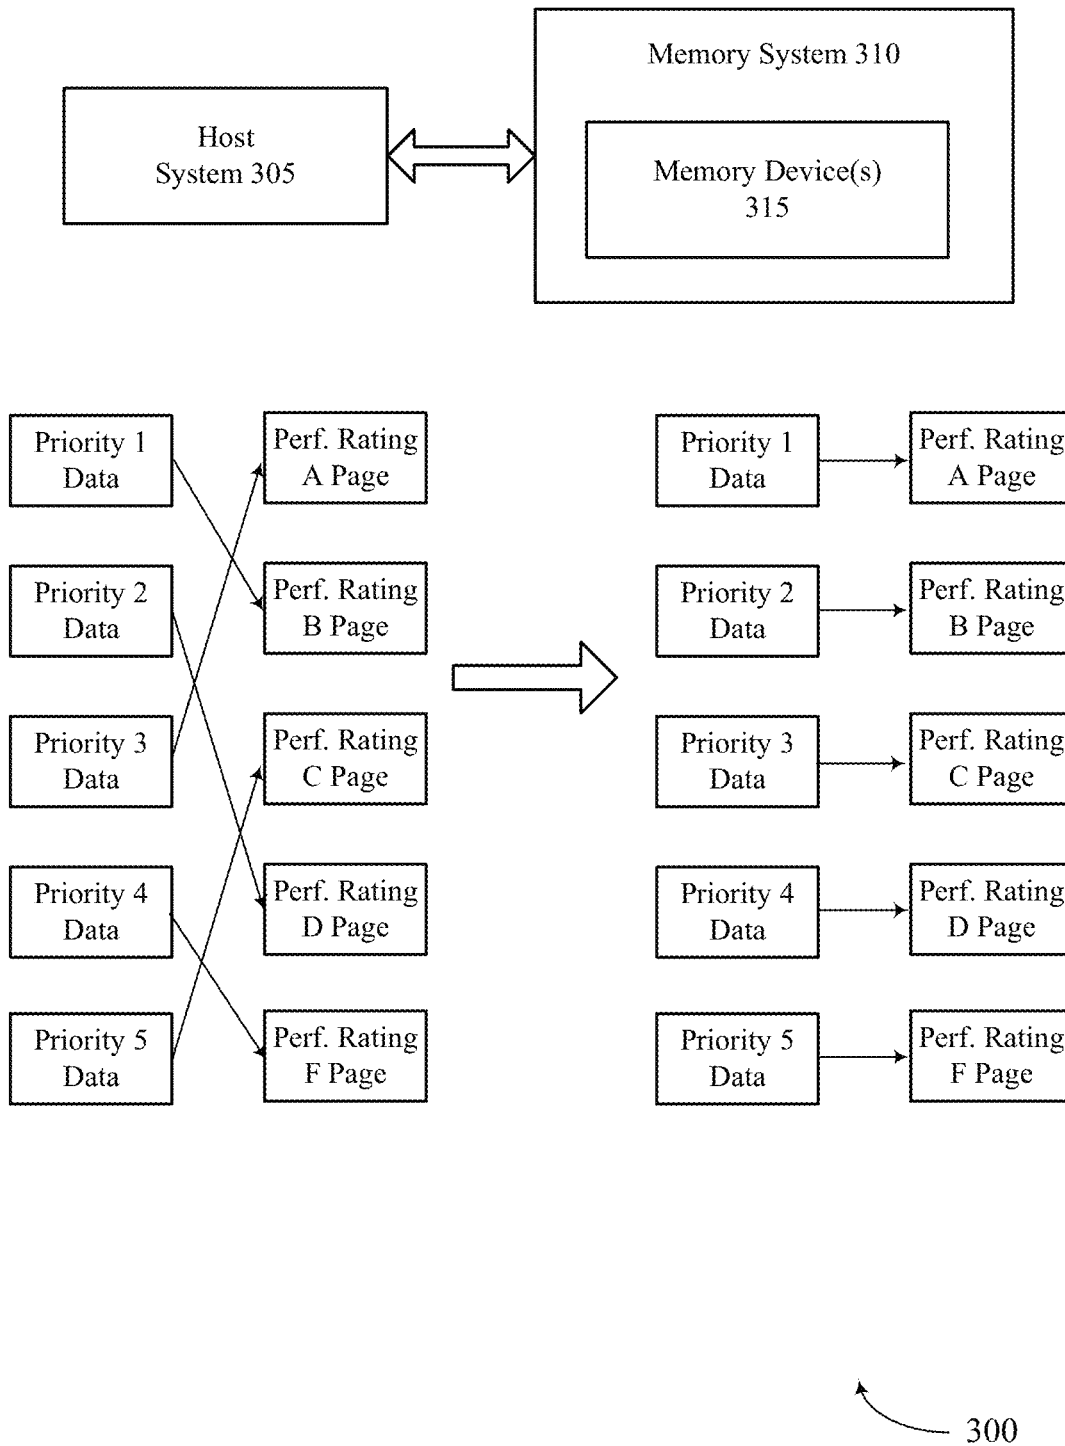 Host
System 305
Memory System 310
Memory Device(s)
315
Priority 1
Data
Perf. Rating
A Page
Priority 2
Data
Perf. Rating
B Page
Priority 3
Data
Perf. Rating
C Page
Priority 4
Data
Perf. Rating
D Page
Priority 5
Data
Perf. Rating
F Page
Priority 1
Data
Perf. Rating
A Page
Priority 2
Data
Perf. Rating
B Page
Priority 3
Data
Perf. Rating
C Page
Priority 4
Data
Perf. Rating
D Page
Priority 5
Data
Perf. Rating
F Page
300